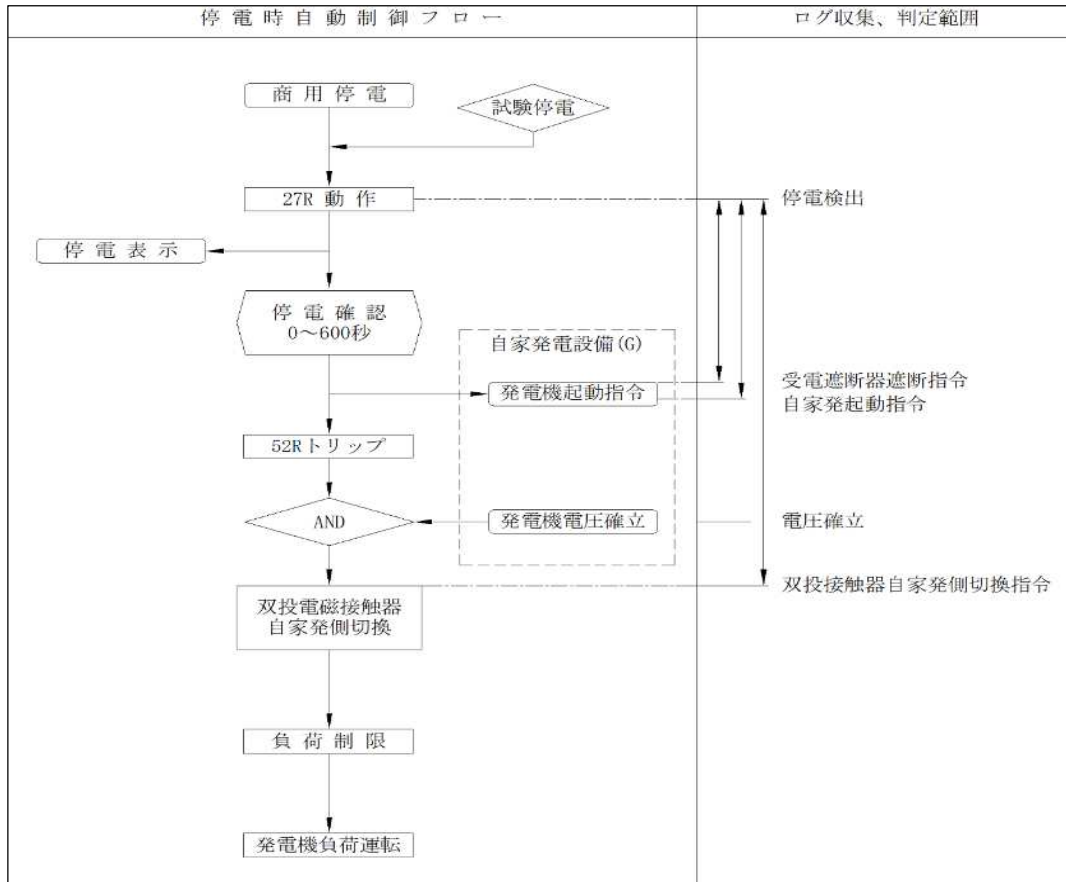 停電時自動制御フロー
ログ収集、判定範囲
商用停電
試験停電
27R 動作
停電検出
停電表示
停電確認
0～600秒
自家発電設備(G)
発電機起動指令
受電遮断器遮断指令
自家発起動指令
52Rトリップ
AND
発電機電圧確立
電圧確立
双投電磁接触器
自家発側切換
双投接触器自家発側切換指令
負荷制限
発電機負荷運転